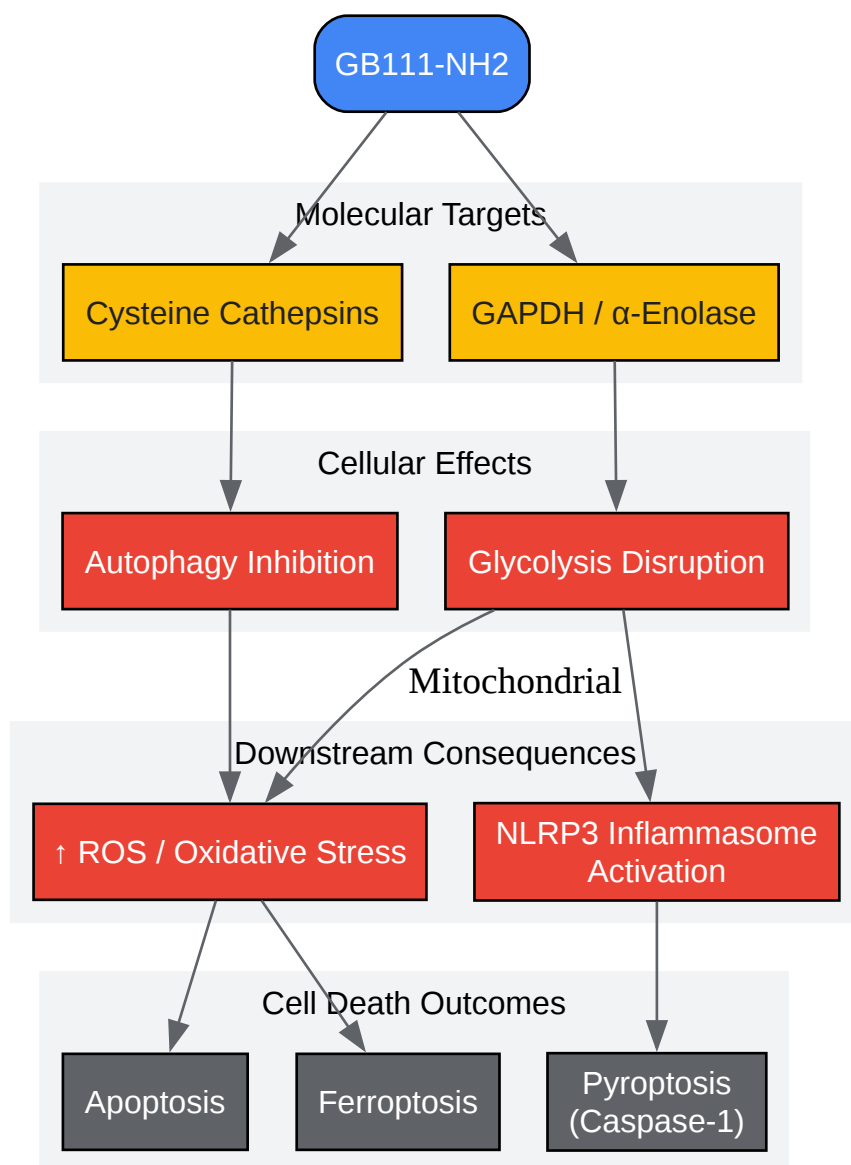 GB111-NH2
Molecular Targets
Cysteine Cathepsins
GAPDH / α-Enolase
Cellular Effects
Autophagy Inhibition
Glycolysis Disruption
Mitochondrial
Downstream Consequences
↑ ROS / Oxidative Stress
NLRP3 Inflammasome
Activation
Cell Death Outcomes
Apoptosis
Ferroptosis
Pyroptosis
(Caspase-1)